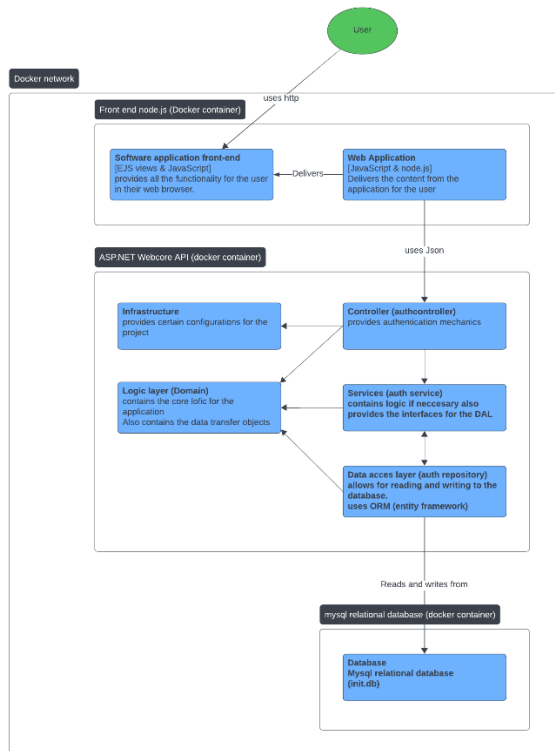 User
Docker network
uses http
Front end node.js (Docker container)
Software application front-end
[EJS views & JavaScript]
provides all the functionality for the user
in their web browser.
Delivers
Web Application
[JavaScript & node.js]
Delivers the content from the
application for the user
uses Json
ASP.NET Webcore API (docker container)
Infrastructure
provides certain configurations for the
project
Controller (authcontroller)
provides authentication mechanics
Logic layer (Domain)
contains the core lofic for the
application
Also contains the data transfer objects
Services (auth service)
contains logic if neccesary also
provides the interfaces for the DAL
Data acces layer (auth repository)
allows for reading and writing to the
database.
uses ORM (entity framework)
Reads and writes from
mysql relational database (docker container)
Database
Mysql relational database
(init.db)